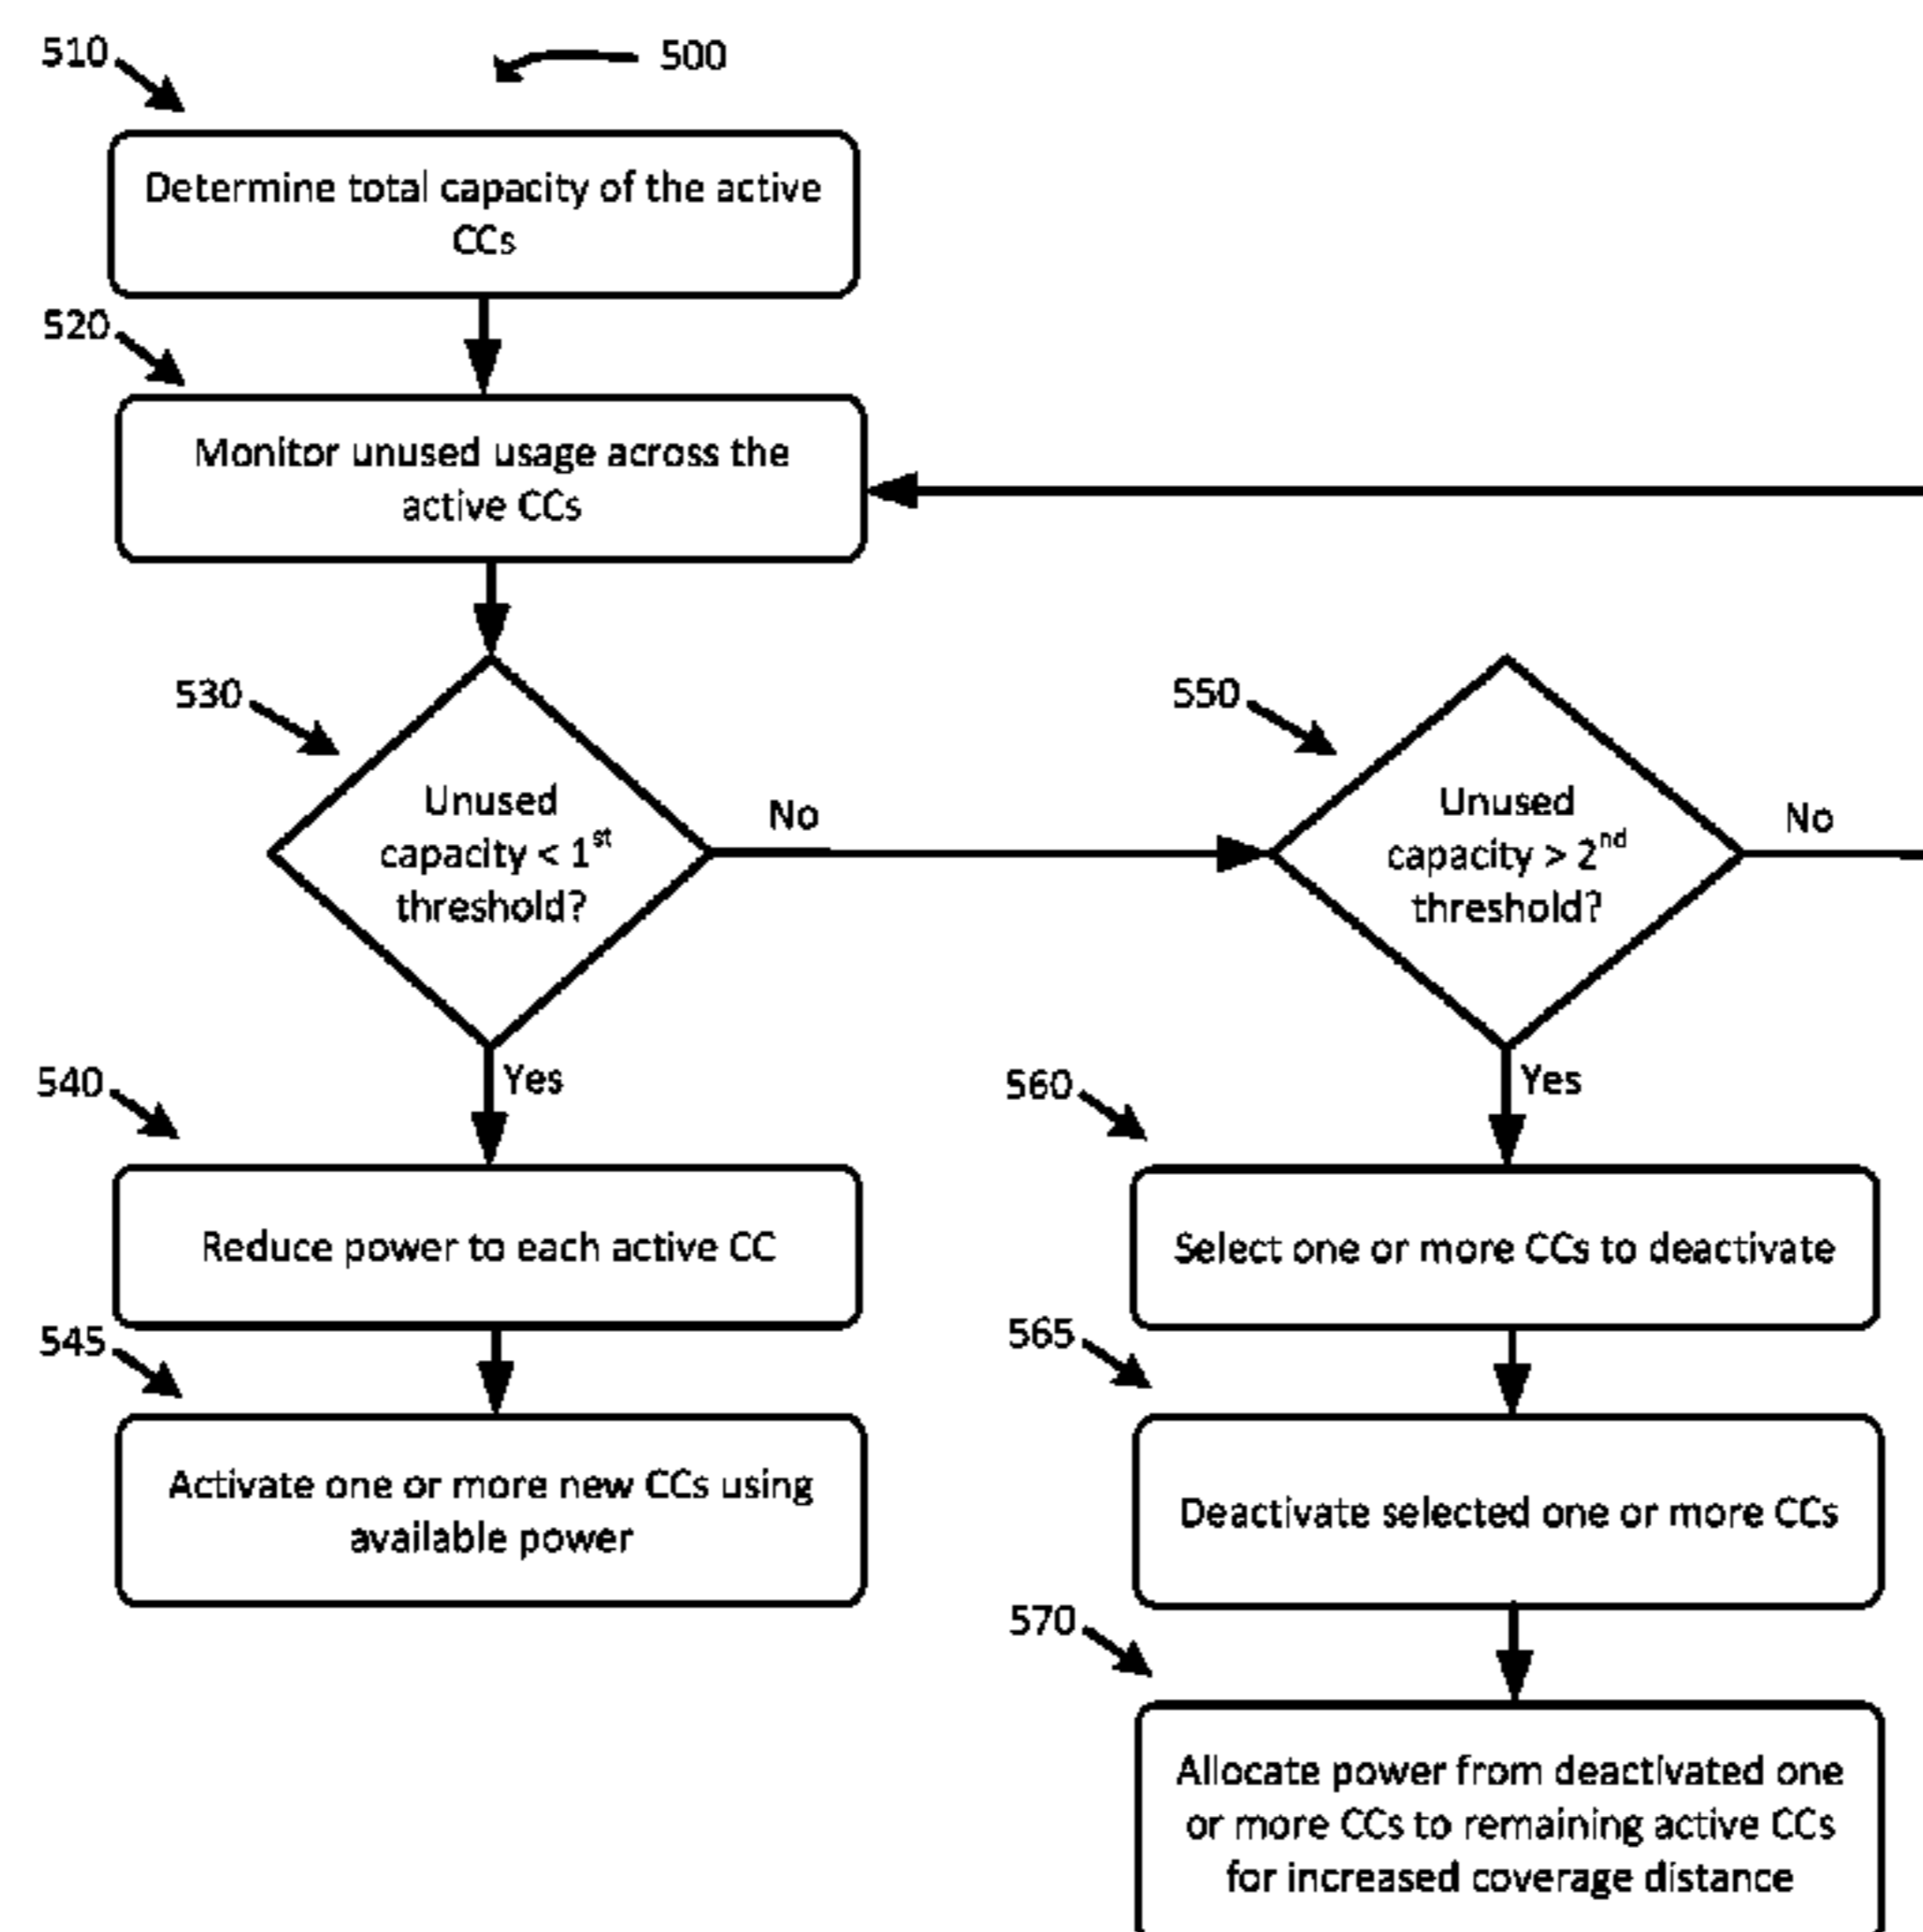 510
500
Determine total capacity of the active
CCs
520
Monitor unused usage across the
active CCs
530
Unused
capacity < 1st
threshold?
No
550
Unused
capacity > 2nd
threshold?
No
540
Yes
Reduce power to each active CC
545
Activate one or more new CCs using
available power
560
Yes
Select one or more CCs to deactivate
565
Deactivate selected one or more CCs
570
Allocate power from deactivated one
or more CCs to remaining active CCs
for increased coverage distance